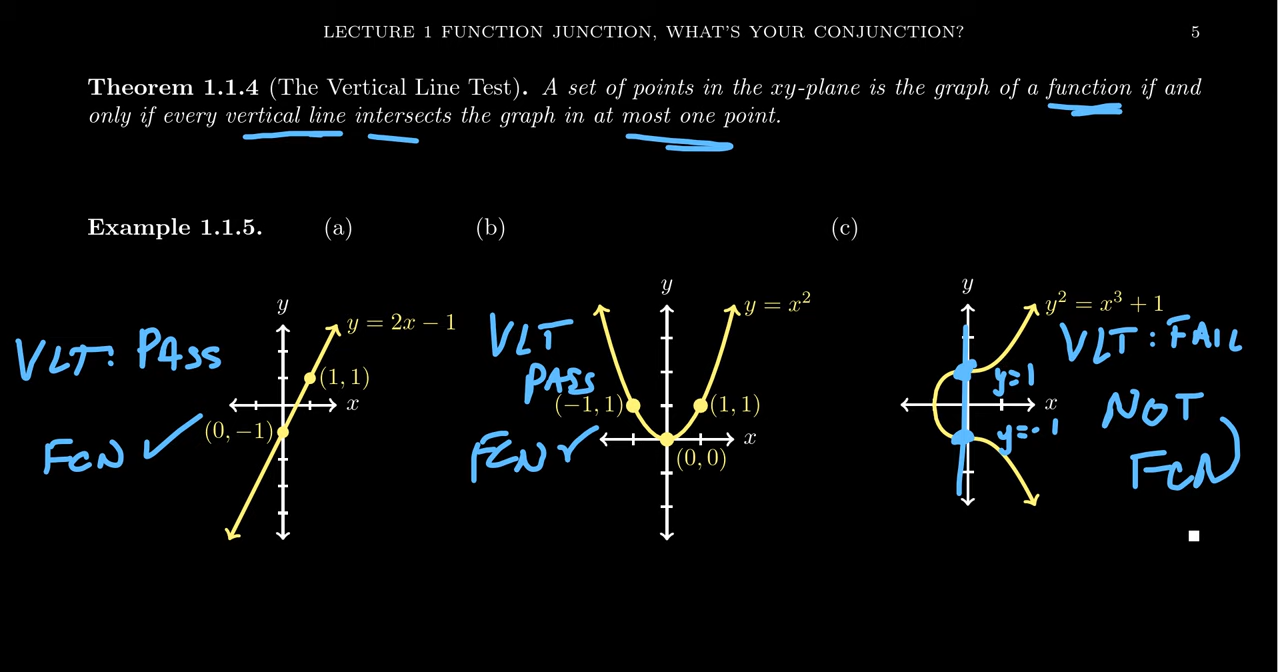 LECTURE 1 FUNCTION JUNCTION, WHAT'S YOUR CONJUNCTION? 5
Theorem 1.1.4 (The Vertical Line Test). A set of points in the xy-plane is the graph of a function if and
only if every vertical line intersects the graph in at most one point.
Example 1.1.5. (a) (b) (c)
y
y = 2x − 1
VLT: PASS
(1, 1)
x
(0, −1)
FCN ✓
y
y = x²
VLT
PASS
(−1, 1)
(1, 1)
x
FCN ✓
(0, 0)
y
y² = x³ + 1
VLT: FAIL
y=1
x
NOT
y=-1
FCN